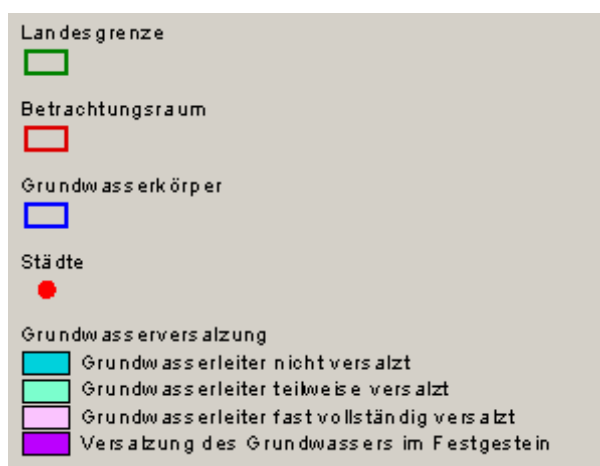 Landesgrenze
Betrachtungsraum
Grundwasserkörper
Städte
Grundwasserversalzung
Grundwasserleiter nicht versalzt
Grundwasserleiter teilweise versalzt
Grundwasserleiter fast vollständig versalzt
Versalzung des Grundwassers im Festgestein